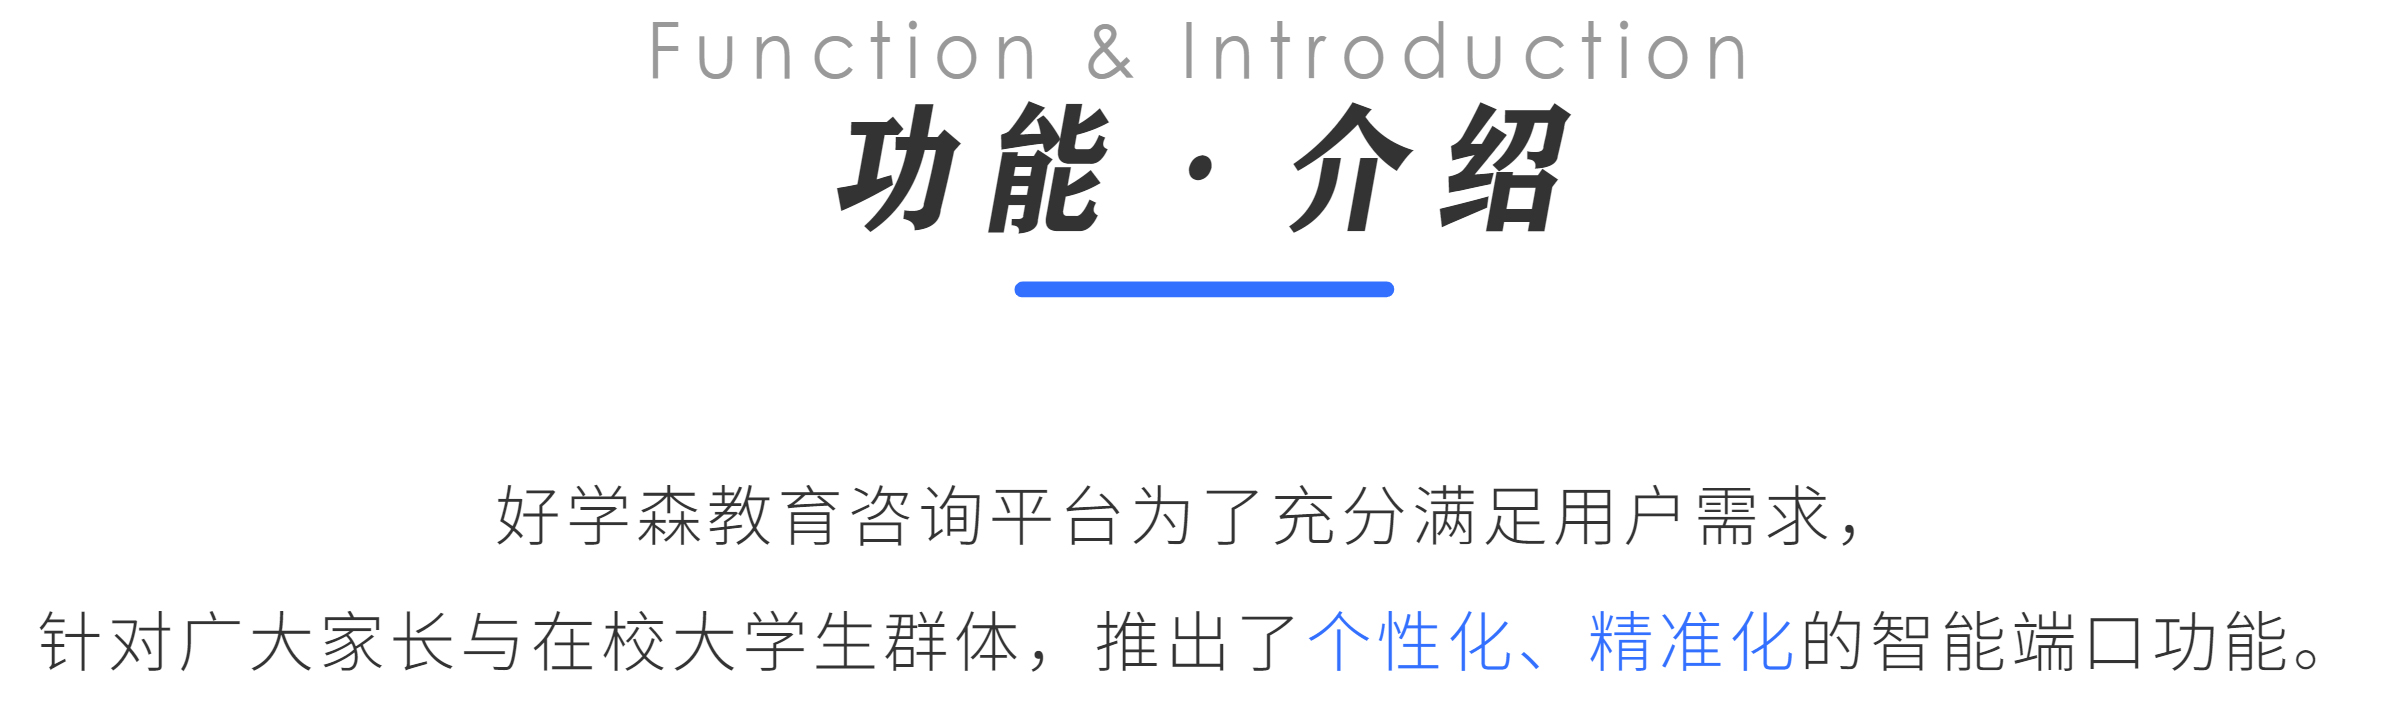 Function & Introduction
功能·介绍
好学森教育咨询平台为了充分满足用户需求，
针对广大家长与在校大学生群体，推出了个性化、精准化的智能端口功能。